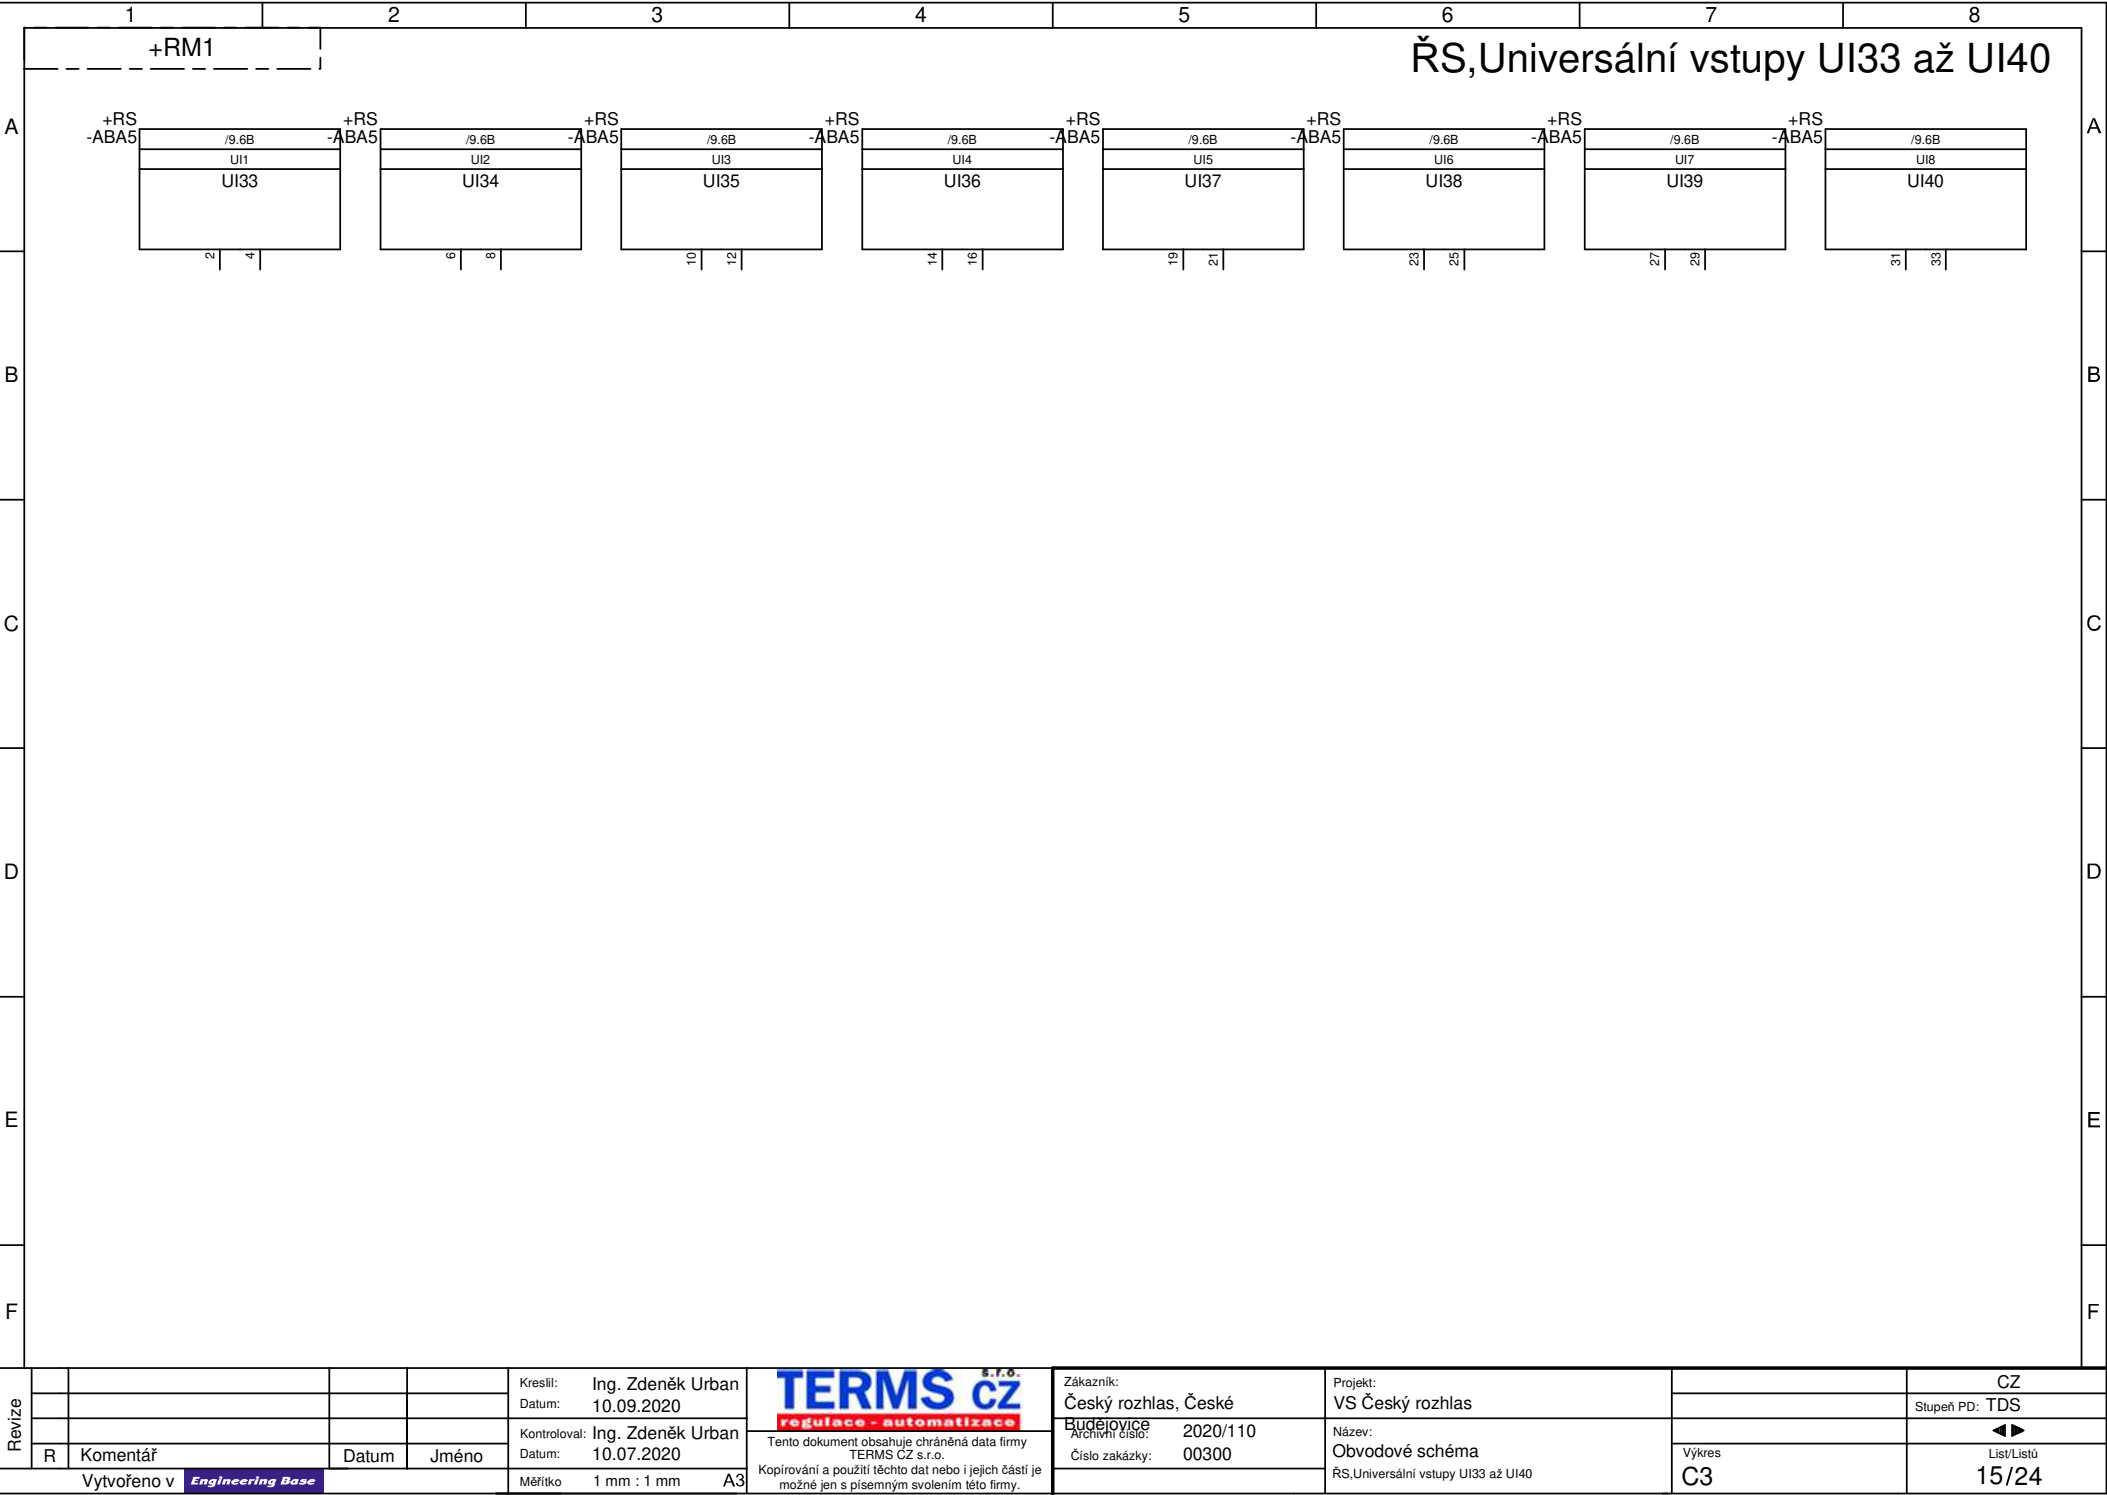 1 2 3 4 5 6 7 8
+RM1
ŘS,Universální vstupy UI33 až UI40
A A
+RS +RS +RS +RS +RS +RS +RS +RS
-ABA5 -ABA5 -ABA5 -ABA5 -ABA5 -ABA5 -ABA5 -ABA5
/9.6B /9.6B /9.6B /9.6B /9.6B /9.6B /9.6B /9.6B
UI1 UI2 UI3 UI4 UI5 UI6 UI7 UI8
UI33 UI34 UI35 UI36 UI37 UI38 UI39 UI40
2 4 6 8 10 12 14 16 19 21 23 25 27 29 31 33
B B
C C
D D
E E
F F
Revize
R Komentář Datum Jméno
Vytvořeno v Engineering Base
Kreslil: Ing. Zdeněk Urban
Datum: 10.09.2020
Kontroloval: Ing. Zdeněk Urban
Datum: 10.07.2020
Měřítko 1 mm : 1 mm A3
TERMS CZ s.r.o.
regulace - automatizace
Tento dokument obsahuje chráněná data firmy
TERMS CZ s.r.o.
Kopírování a použití těchto dat nebo i jejich částí je
možné jen s písemným svolením této firmy.
Zákazník:
Český rozhlas, České
Budějovice
Archivní číslo: 2020/110
Číslo zakázky: 00300
Projekt:
VS Český rozhlas
Název:
Obvodové schéma
ŘS,Universální vstupy UI33 až UI40
CZ
Stupeň PD: TDS
Výkres
C3
List/Listů
15/24